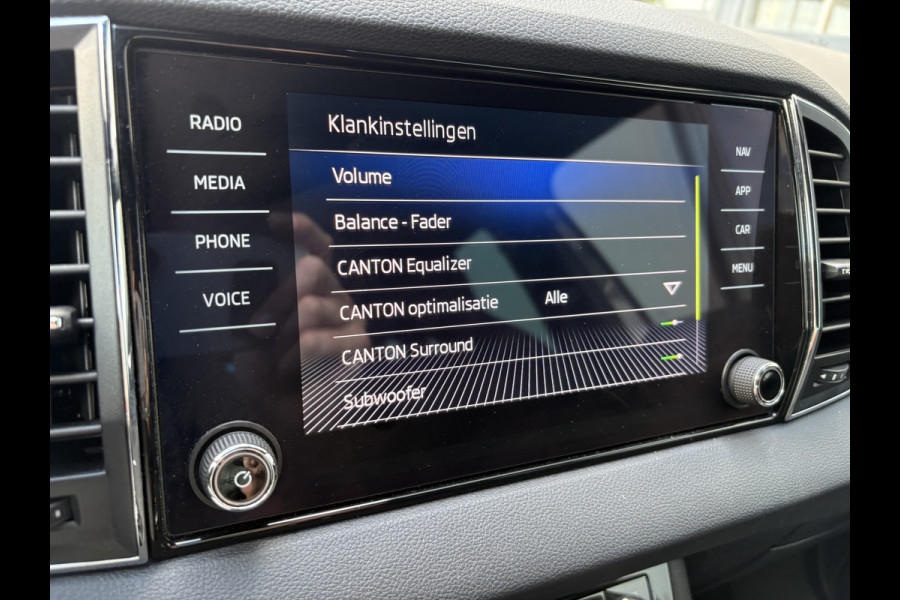 RADIO
MEDIA
PHONE
VOICE
Klankinstellingen
Volume
Balance - Fader
CANTON Equalizer
CANTON optimalisatie Alle
CANTON Surround
Subwoofer
NAV
APP
CAR
MENU